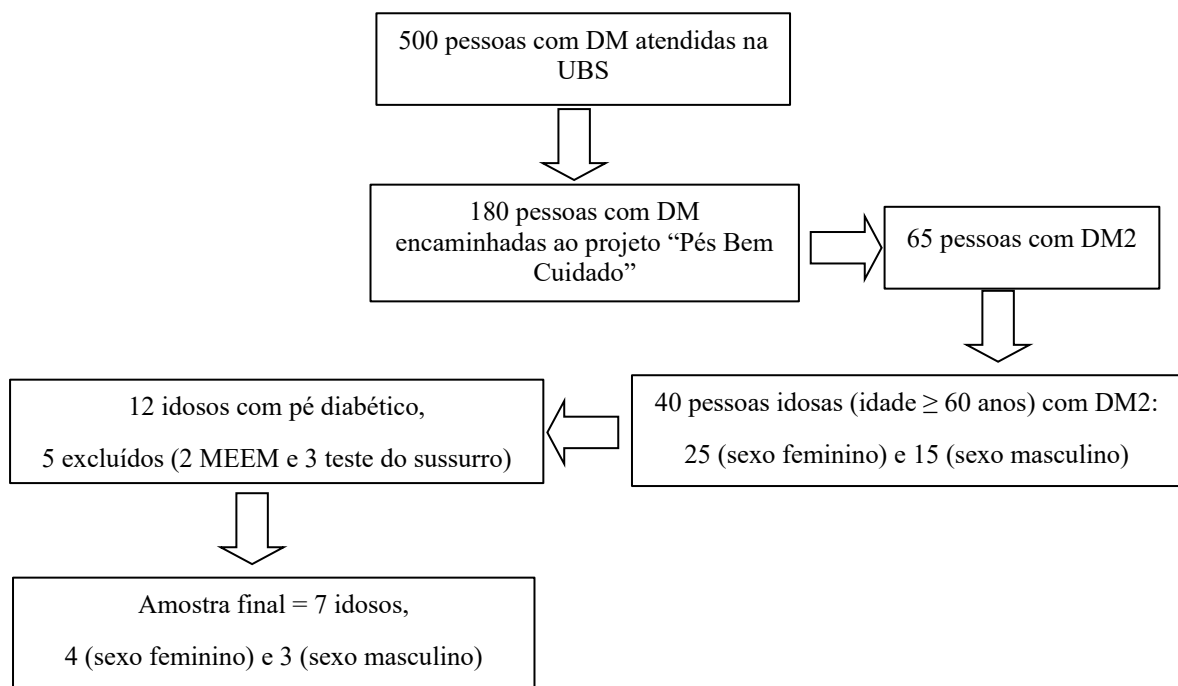 500 pessoas com DM atendidas na
UBS
180 pessoas com DM
encaminhadas ao projeto “Pés Bem
Cuidado”
65 pessoas com DM2
40 pessoas idosas (idade ≥ 60 anos) com DM2:
25 (sexo feminino) e 15 (sexo masculino)
12 idosos com pé diabético,
5 excluídos (2 MEEM e 3 teste do sussurro)
Amostra final = 7 idosos,
4 (sexo feminino) e 3 (sexo masculino)